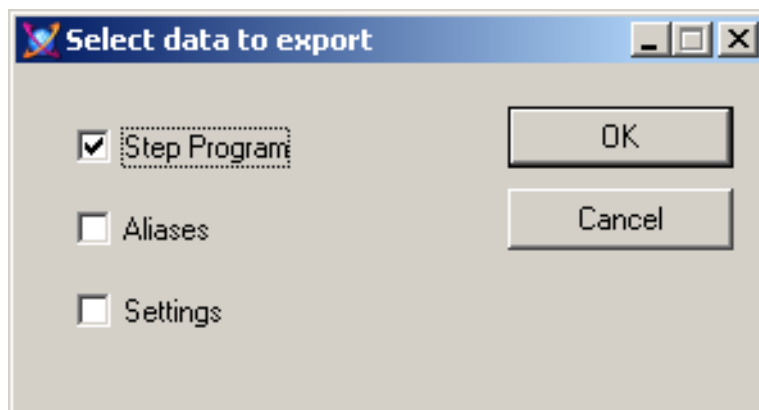 Select data to export
Step Program
OK
Aliases
Cancel
Settings